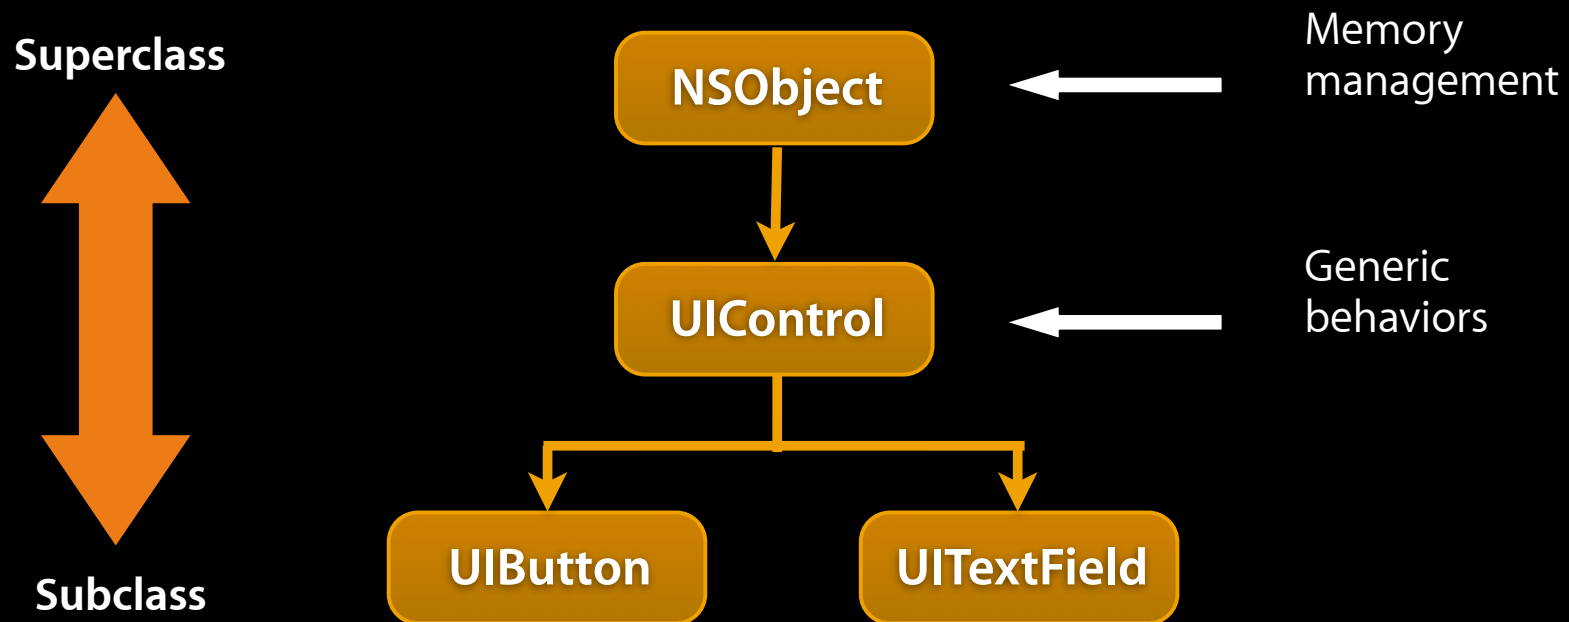 Superclass
NSObject
Memory
management
UIControl
Generic
behaviors
UIButton
UITextField
Subclass